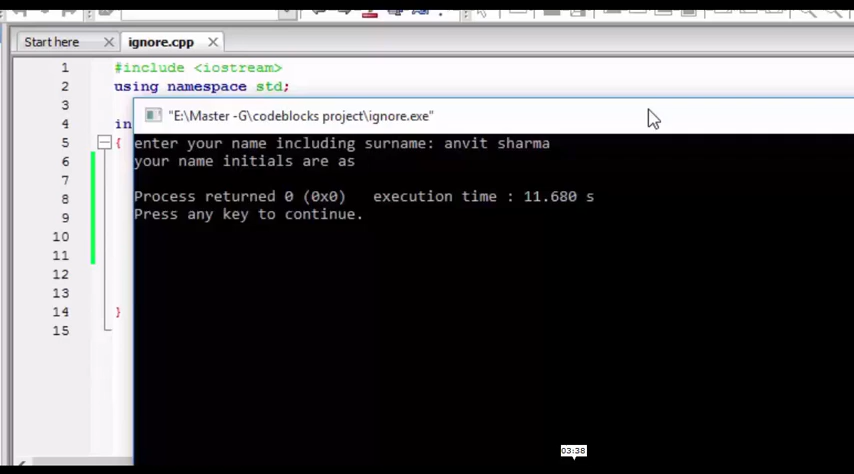 Start here
ignore.cpp
1 #include <iostream>
2 using namespace std;
3
"E:\Master -G\codeblocks project\ignore.exe"
4 in
5 {
enter your name including surname: anvit sharma
6
your name initials are as
7
8
Process returned 0 (0x0) execution time : 11.680 s
9
Press any key to continue.
10
11
12
13
14 }
15
03:38